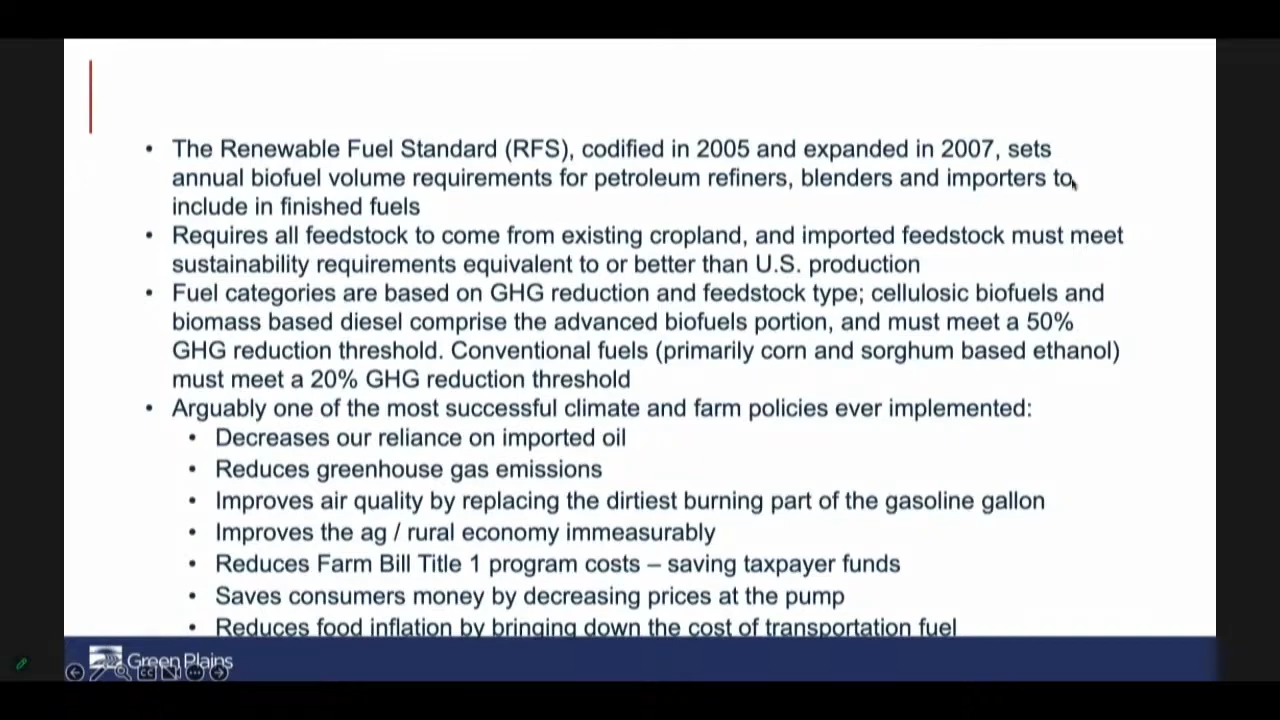 • The Renewable Fuel Standard (RFS), codified in 2005 and expanded in 2007, sets
annual biofuel volume requirements for petroleum refiners, blenders and importers to
include in finished fuels
• Requires all feedstock to come from existing cropland, and imported feedstock must meet
sustainability requirements equivalent to or better than U.S. production
• Fuel categories are based on GHG reduction and feedstock type; cellulosic biofuels and
biomass based diesel comprise the advanced biofuels portion, and must meet a 50%
GHG reduction threshold. Conventional fuels (primarily corn and sorghum based ethanol)
must meet a 20% GHG reduction threshold
• Arguably one of the most successful climate and farm policies ever implemented:
• Decreases our reliance on imported oil
• Reduces greenhouse gas emissions
• Improves air quality by replacing the dirtiest burning part of the gasoline gallon
• Improves the ag / rural economy immeasurably
• Reduces Farm Bill Title 1 program costs – saving taxpayer funds
• Saves consumers money by decreasing prices at the pump
• Reduces food inflation by bringing down the cost of transportation fuel
Green Plains
CC